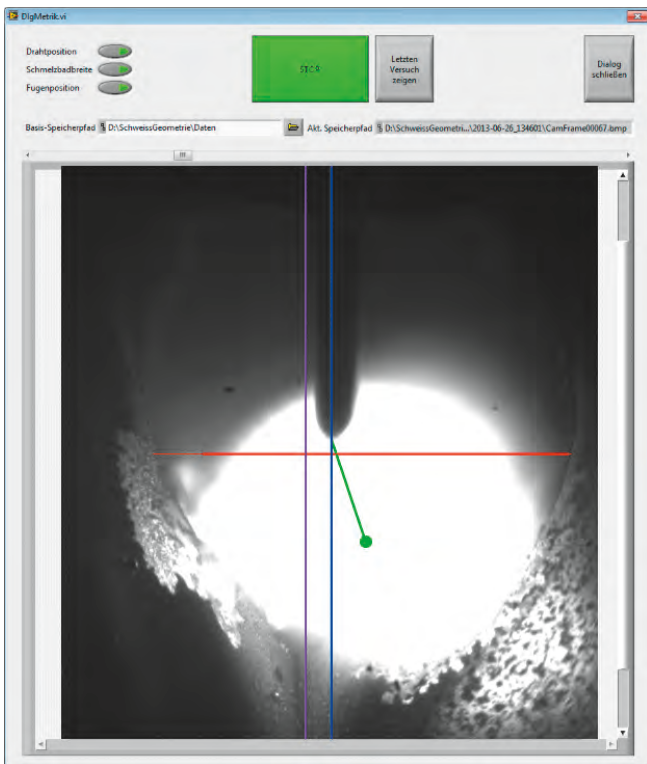 DlgMetrik.vi
Drahtposition
Schmelzbadbreite
Fugenposition
STOP
Letzten
Versuch
zeigen
Dialog
schließen
Basis-Speicherpfad D:\SchweissGeometrie\Daten
Akt. Speicherpfad D:\SchweissGeometri...\2013-06-26_134601\CamFrame00067.bmp